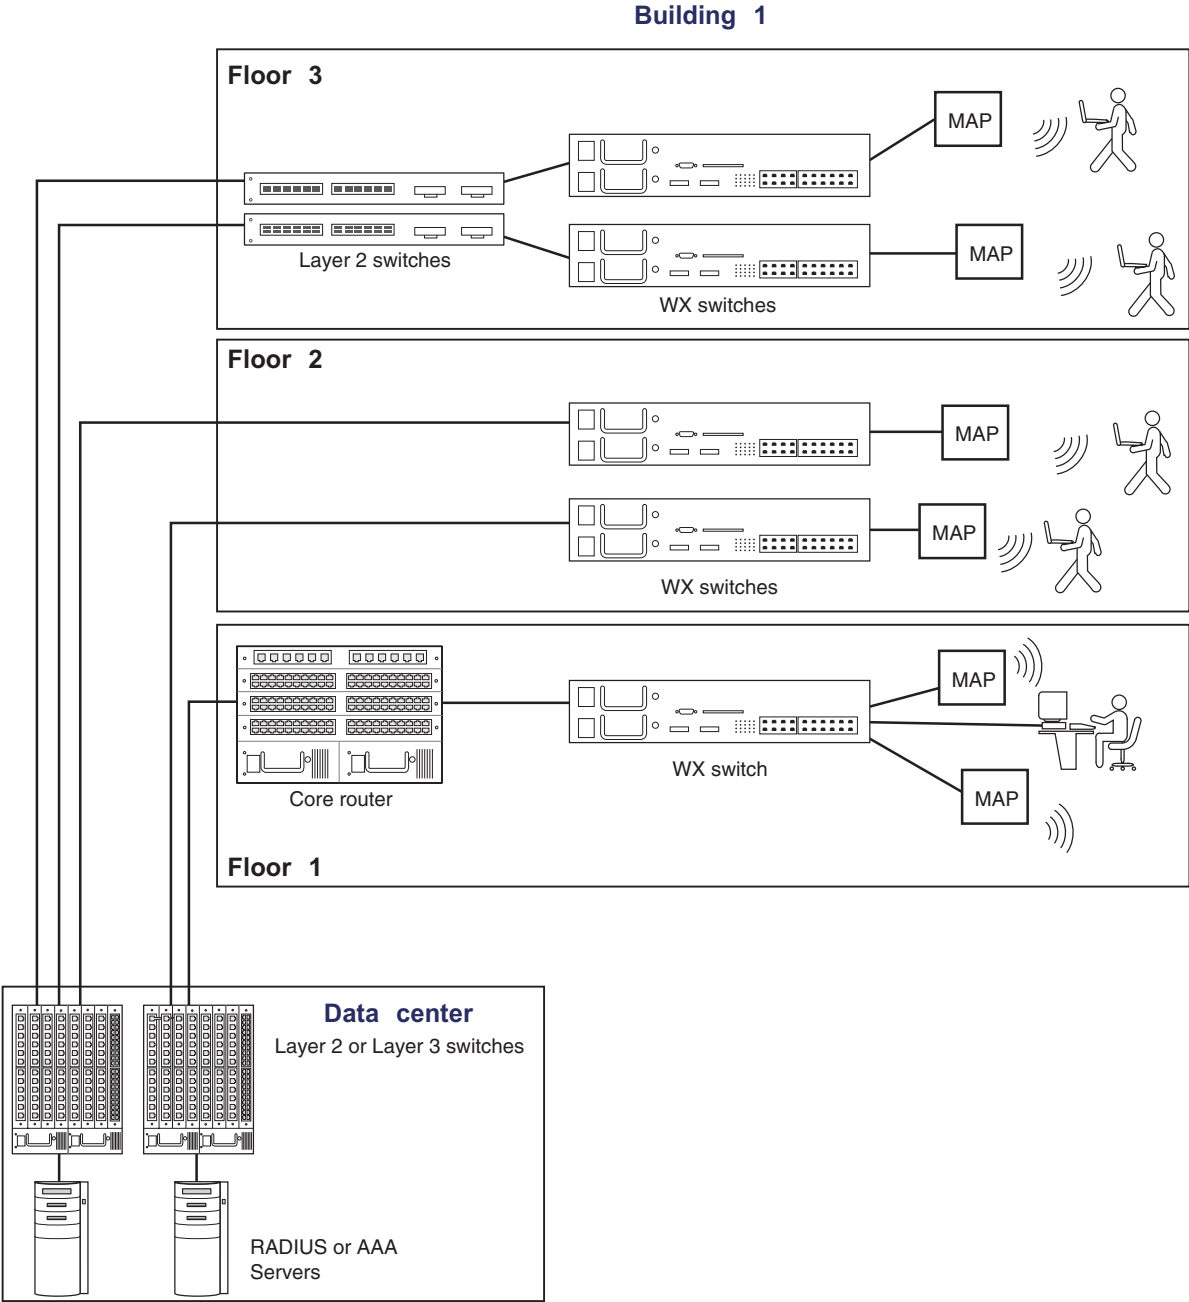 Building 1
Floor 3
MAP
MAP
Layer 2 switches
WX switches
Floor 2
MAP
MAP
WX switches
MAP
WX switch
MAP
Core router
Floor 1
Data center
Layer 2 or Layer 3 switches
RADIUS or AAA
Servers